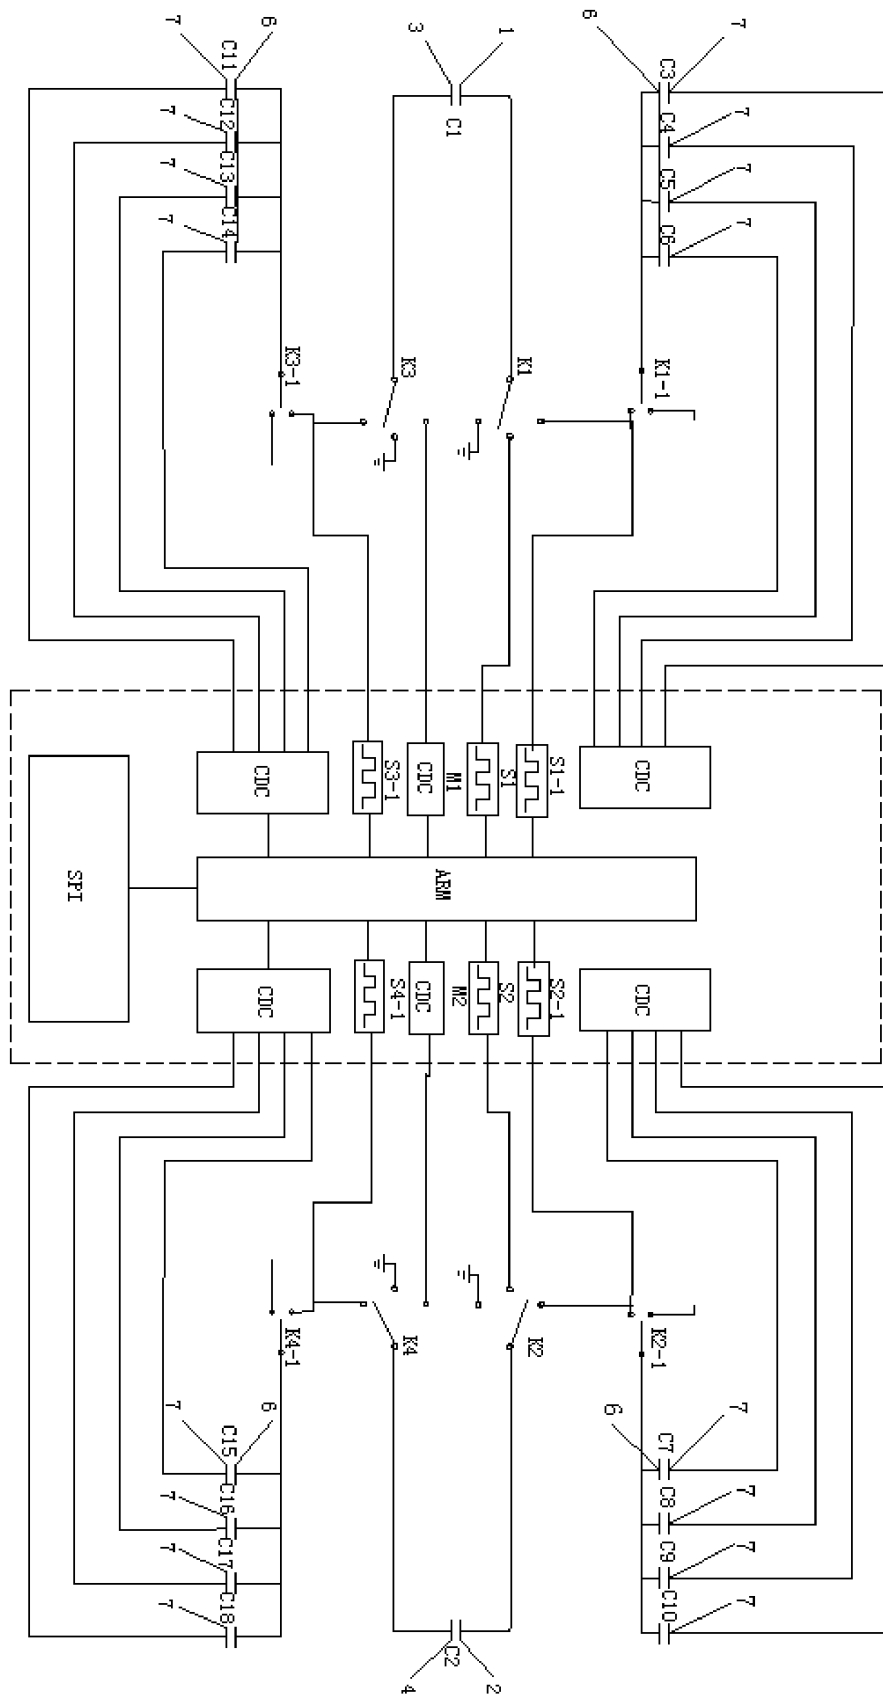 7
6
C11
7
C12
7
C13
7
C14
3
1
C1
6
7
C3
7
C4
7
C5
7
C6
K3-1
K3
K1
K1-1
CDC
S3-1
CDC
M1
S1
S1-1
CDC
SPI
ARM
CDC
S4-1
CDC
M2
S2
S2-1
CDC
K4-1
K4
K2
K2-1
7
6
C15
7
C16
7
C17
7
C18
6
7
C7
7
C8
7
C9
7
C10
C2
4
2